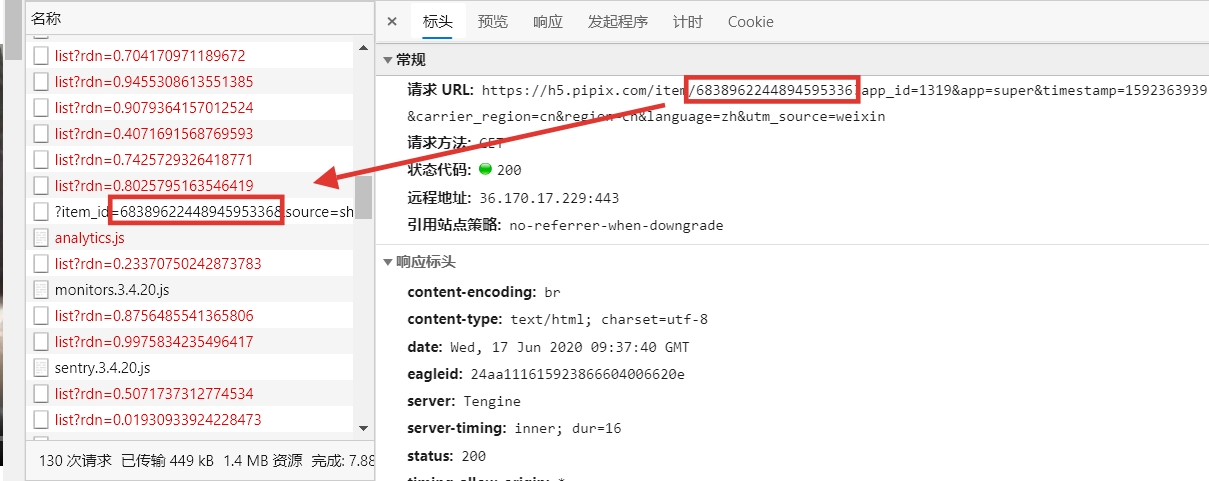 名称
list?rdn=0.704170971189672
list?rdn=0.9455308613551385
list?rdn=0.9079364157012524
list?rdn=0.4071691568769593
list?rdn=0.7425729326418771
list?rdn=0.8025795163546419
?item_id=6838962244894595336&source=sh
analytics.js
list?rdn=0.23370750242873783
monitors.3.4.20.js
list?rdn=0.8756485541365806
list?rdn=0.9975834235496417
sentry.3.4.20.js
list?rdn=0.5071737312774534
list?rdn=0.01930933924228473
130 次请求 已传输 449 kB 1.4 MB 资源 完成: 7.88
× 标头 预览 响应 发起程序 计时 Cookie
常规
请求 URL: https://h5.pipix.com/item/6838962244894595336?app_id=1319&app=super&timestamp=1592363939
&carrier_region=cn&region=cn&language=zh&utm_source=weixin
请求方法: GET
状态代码: 200
远程地址: 36.170.17.229:443
引用站点策略: no-referrer-when-downgrade
响应标头
content-encoding: br
content-type: text/html; charset=utf-8
date: Wed, 17 Jun 2020 09:37:40 GMT
eagleid: 24aa111615923866604006620e
server: Tengine
server-timing: inner; dur=16
status: 200
timing-allow-origin: *